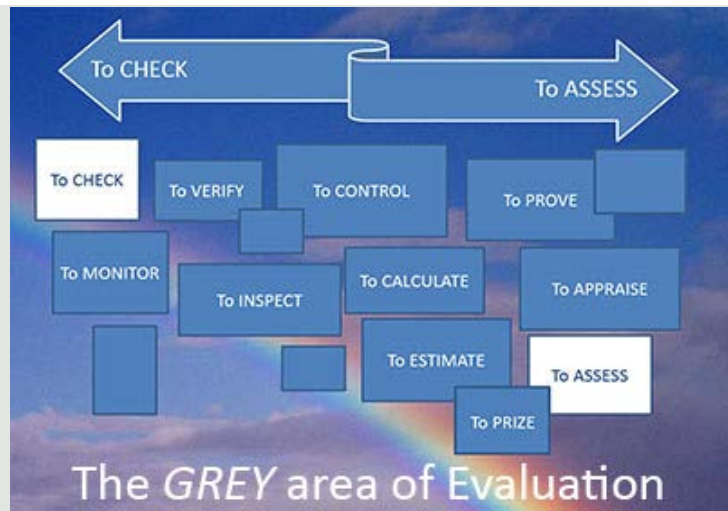 To CHECK
To ASSESS
To CHECK
To VERIFY
To CONTROL
To PROVE
To MONITOR
To INSPECT
To CALCULATE
To APPRAISE
To ESTIMATE
To ASSESS
To PRIZE
The GREY area of Evaluation